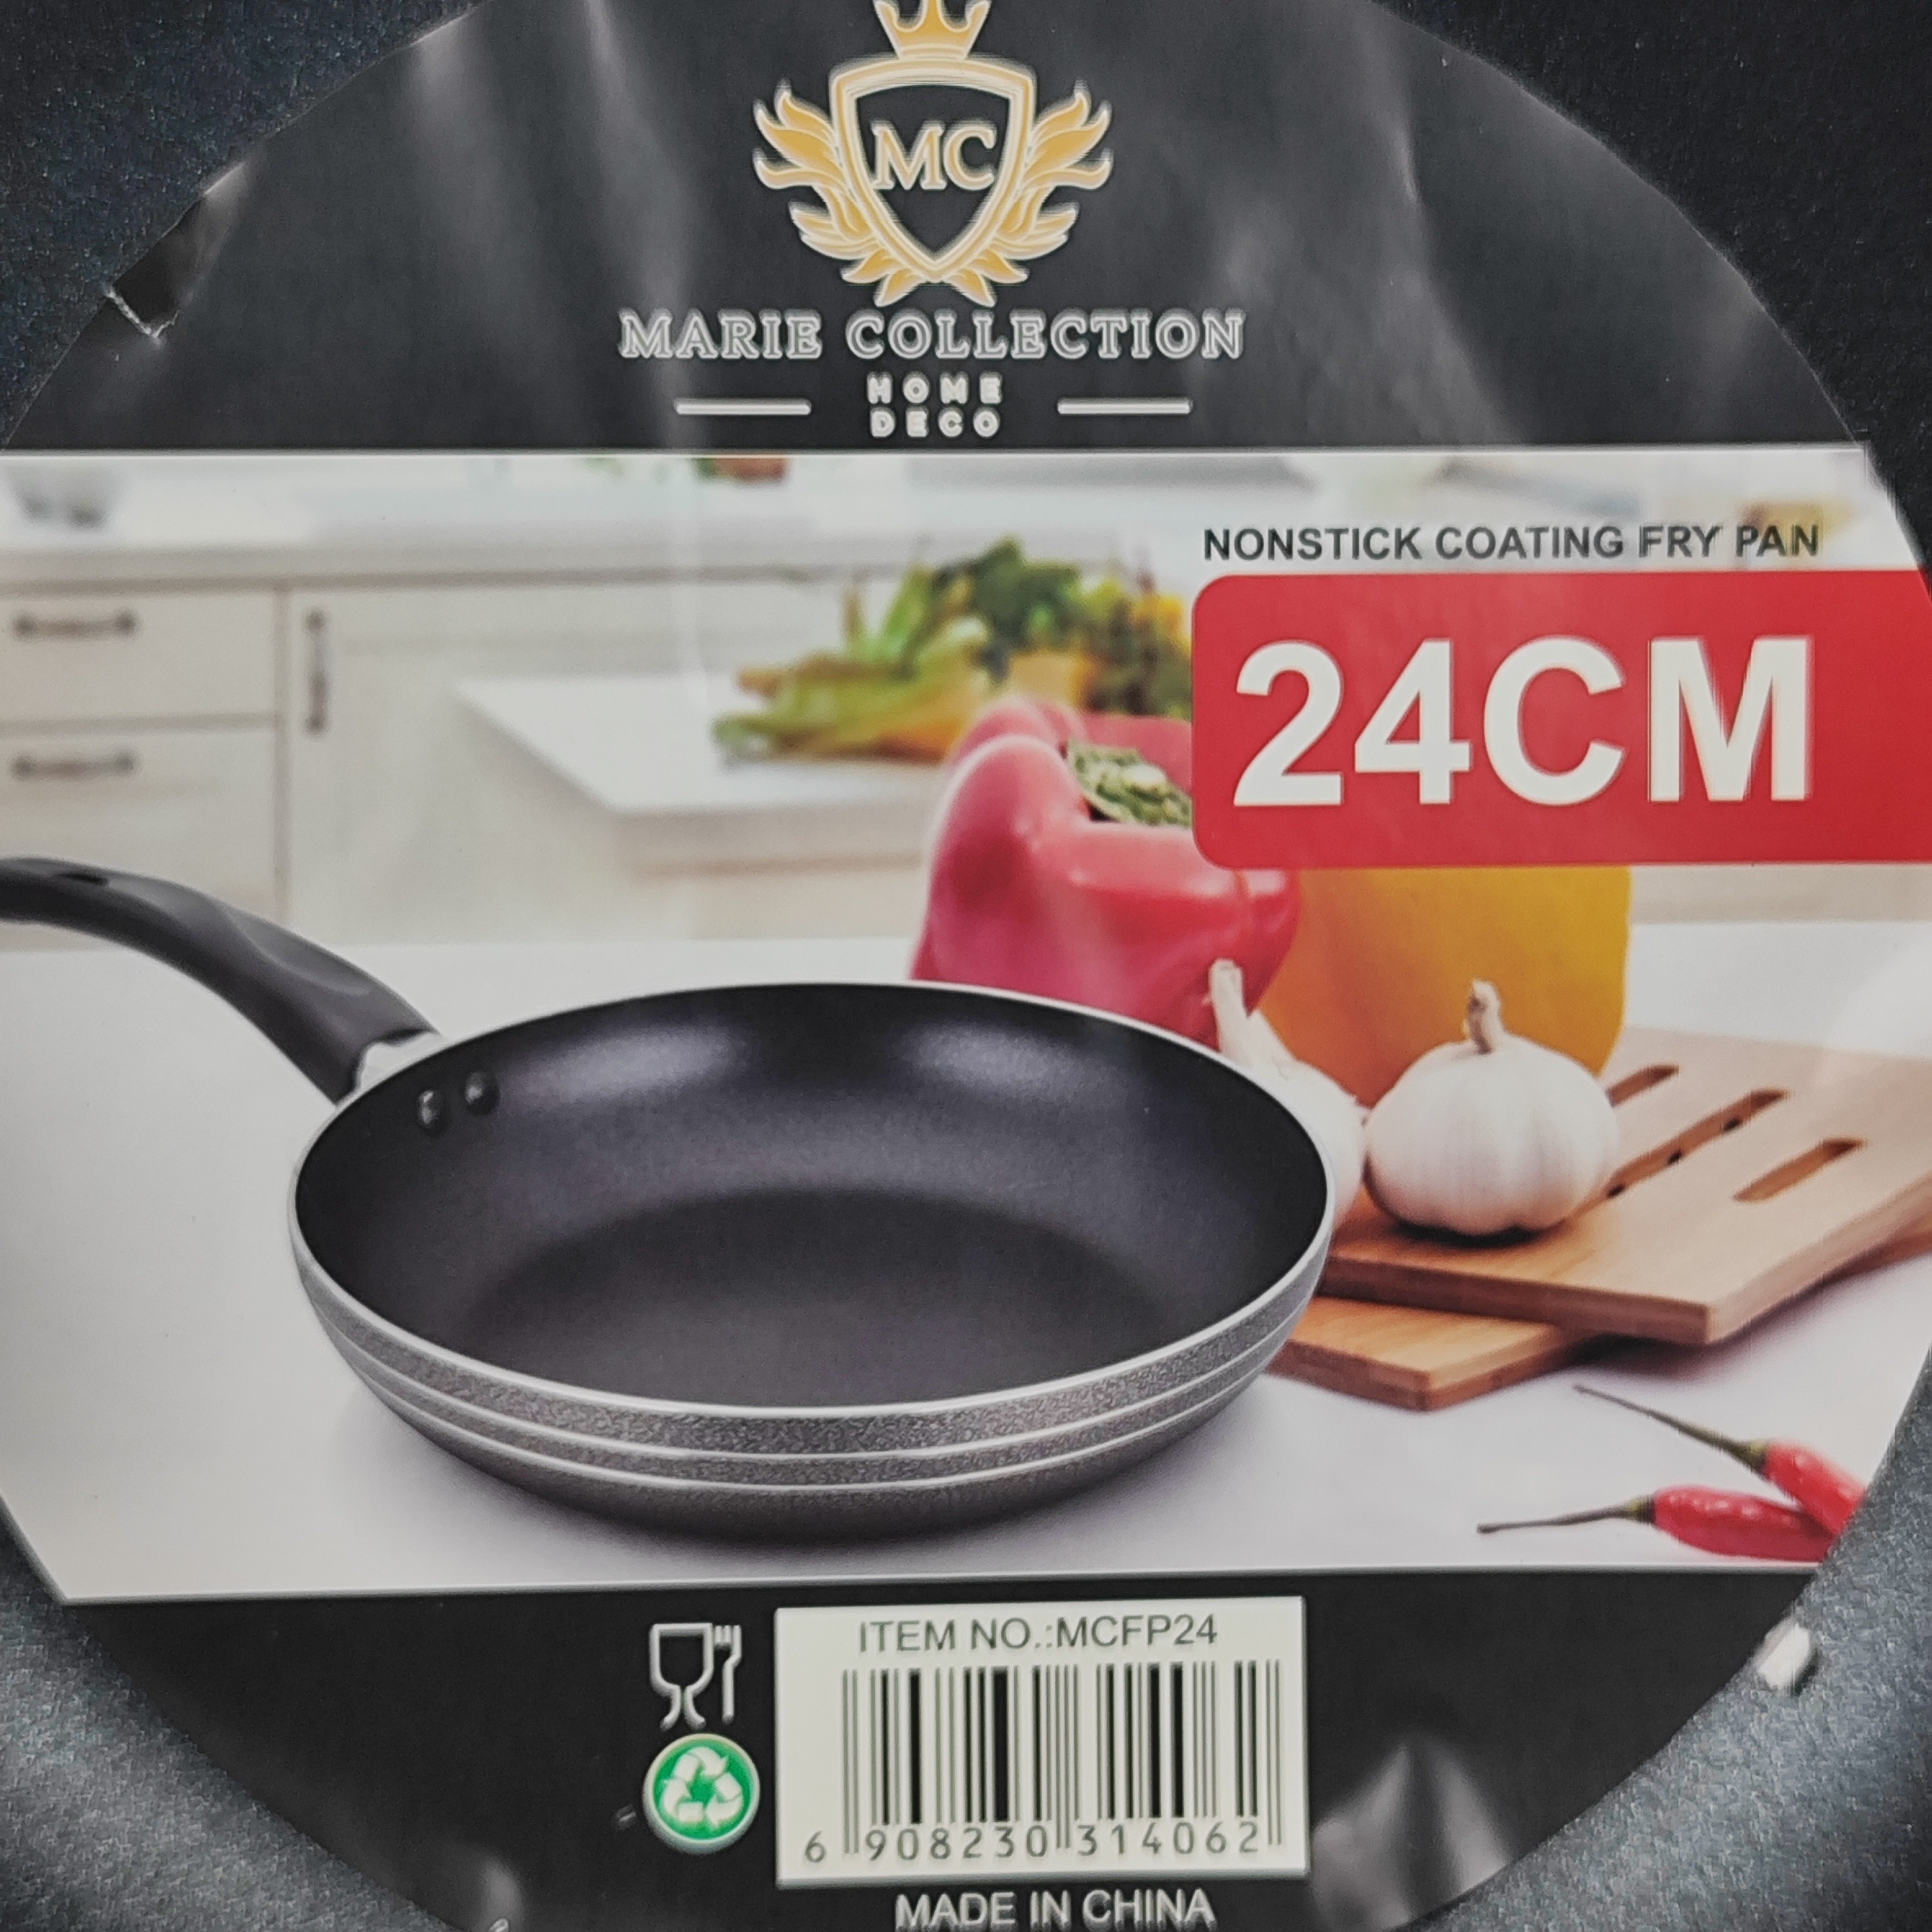 MC
MARIE COLLECTION
HOME
DECO
NONSTICK COATING FRY PAN
24CM
ITEM NO.:MCFP24
6 908230 314062
MADE IN CHINA